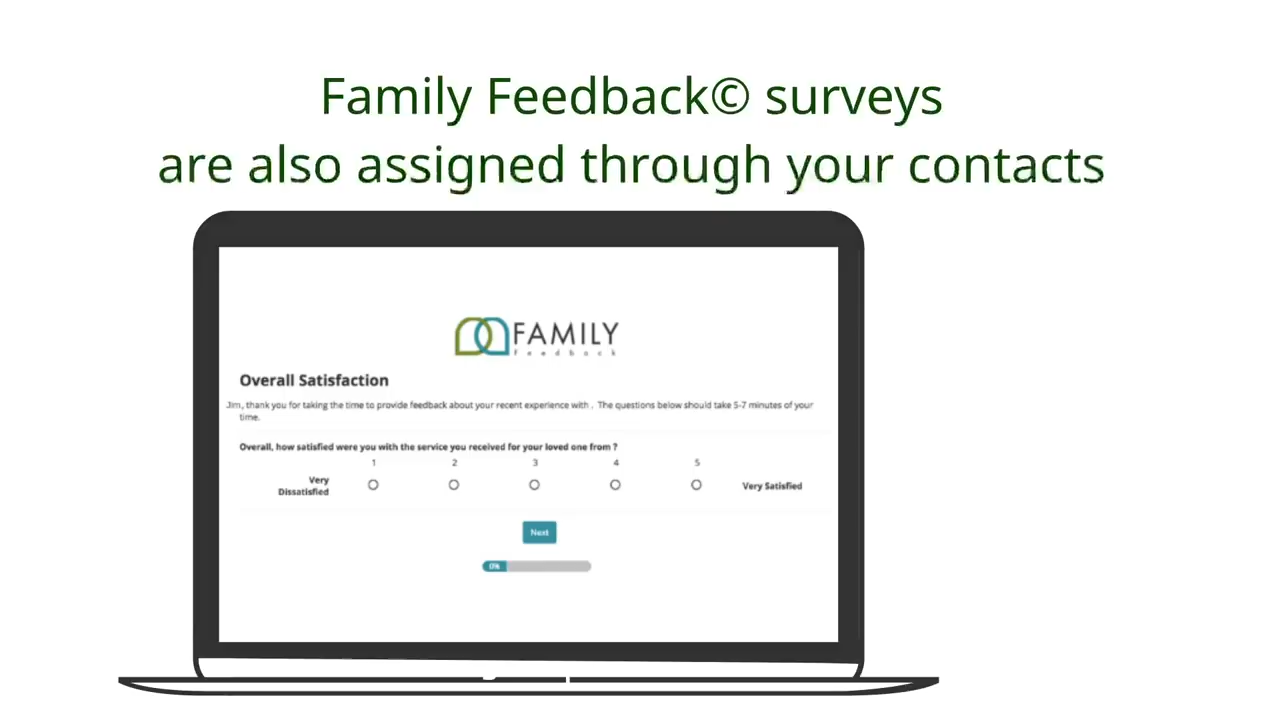 Family Feedback© surveys
are also assigned through your contacts
FAMILY
Feedback
Overall Satisfaction
Jim, thank you for taking the time to provide feedback about your recent experience with . The questions below should take 5-7 minutes of your
time.
Overall, how satisfied were you with the service you received for your loved one from ?
1 2 3 4 5
Very
Dissatisfied
Very Satisfied
Next
0%